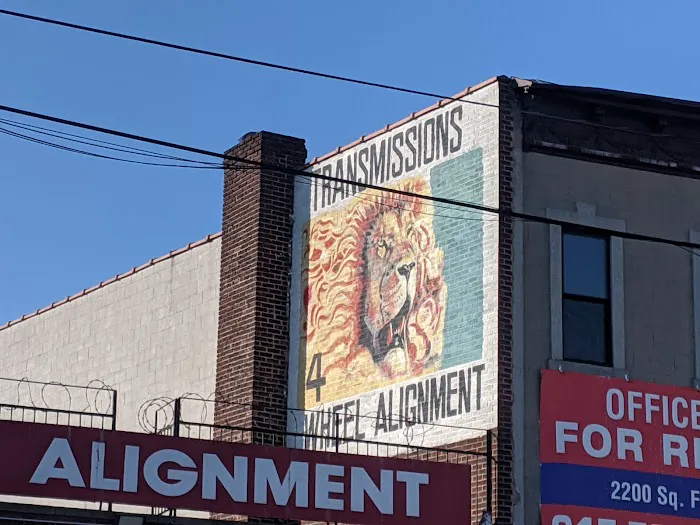 TRANSMISSIONS
4
WHEEL ALIGNMENT
ALIGNMENT
OFFICE
FOR
2200 Sq.